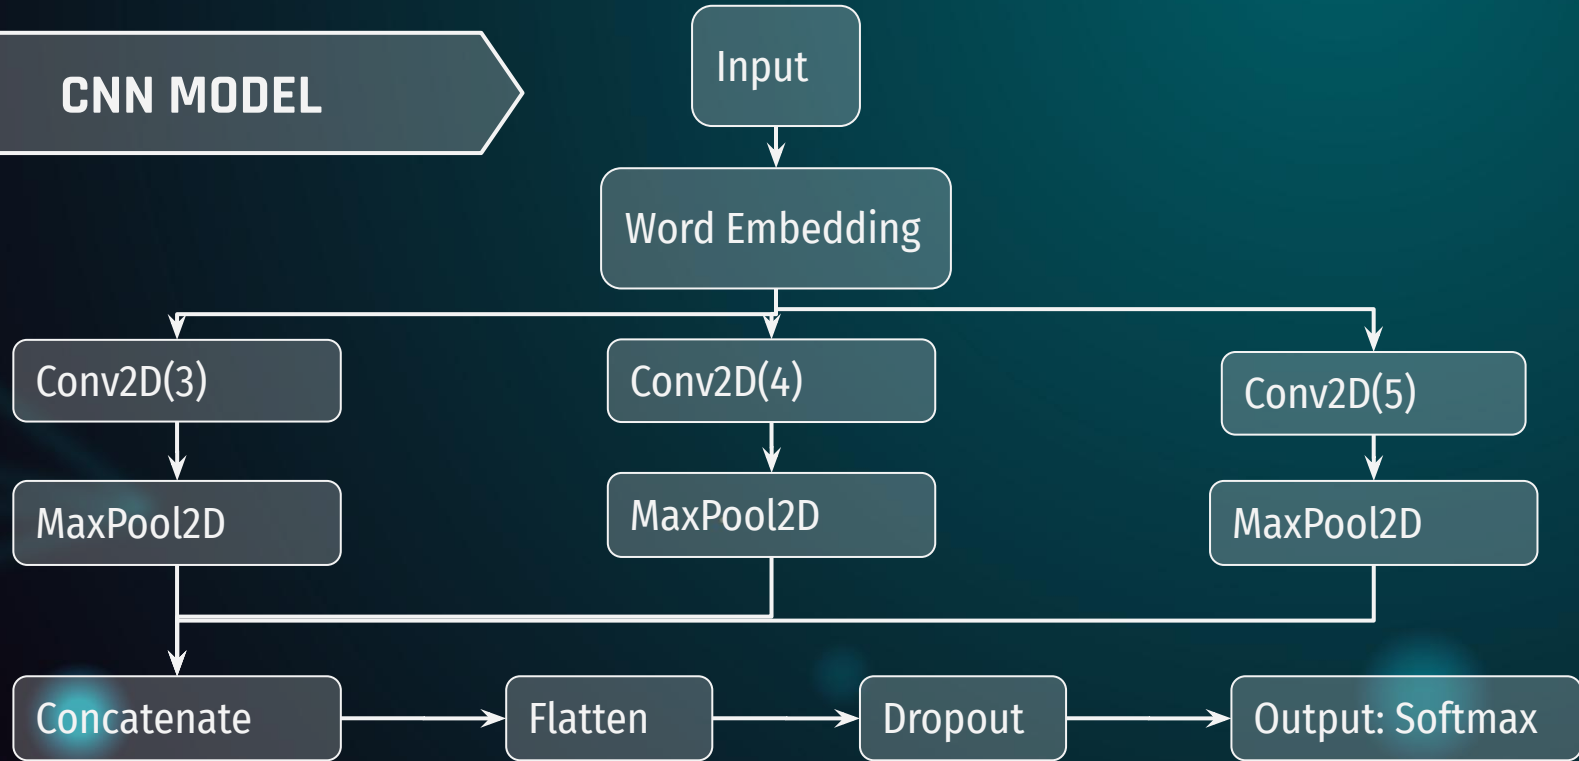 CNN MODEL
Input
Word Embedding
Conv2D(3)
Conv2D(4)
Conv2D(5)
MaxPool2D
MaxPool2D
MaxPool2D
Concatenate
Flatten
Dropout
Output: Softmax